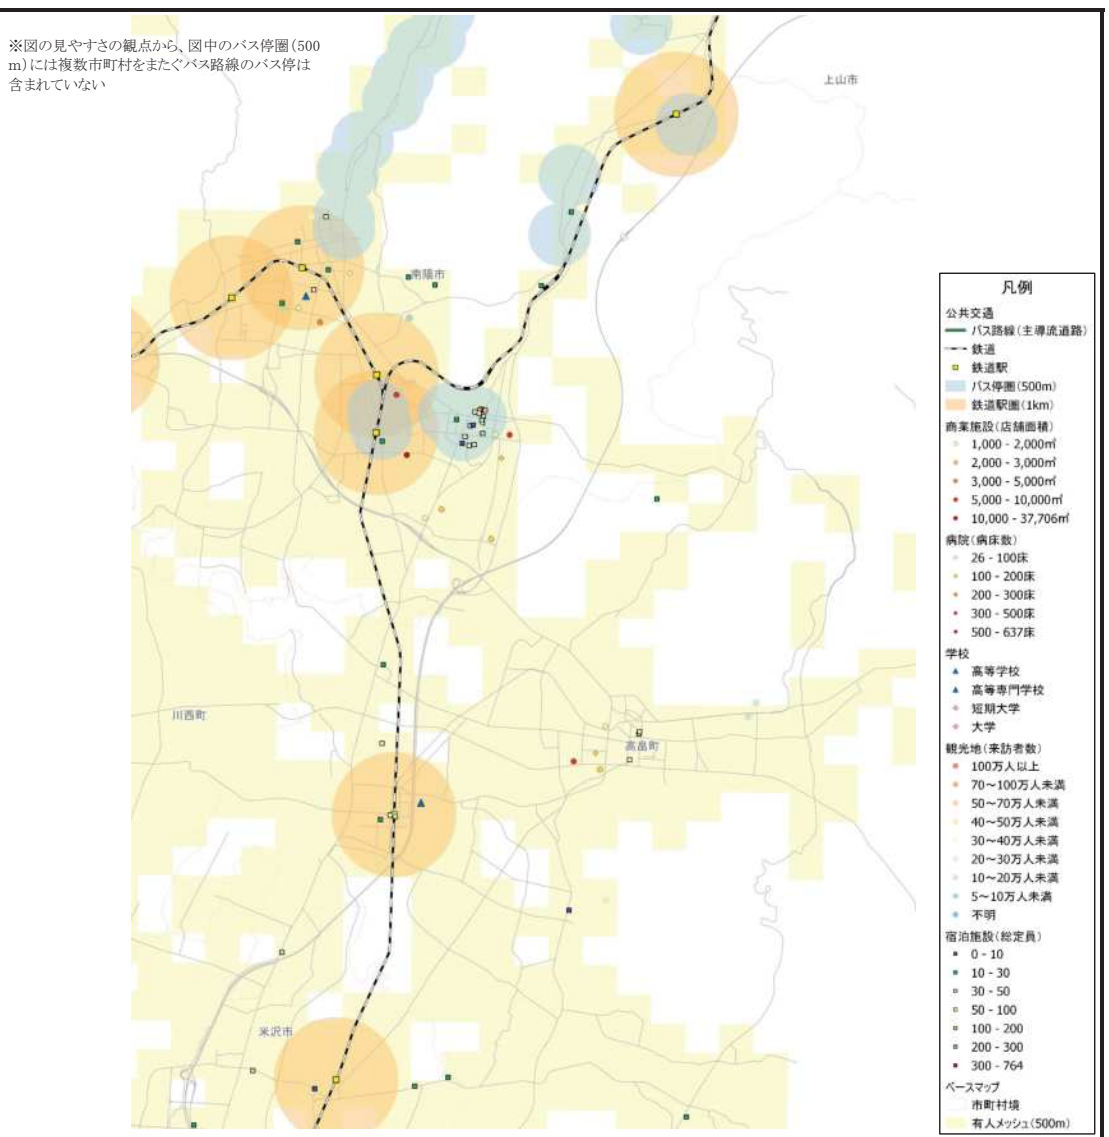 ※図の見やすさの観点から、図中のバス停圏(500
m)には複数市町村をまたぐバス路線のバス停は
含まれていない
上山市
南陽市
川西町
高畠町
米沢市
凡例
公共交通
バス路線(主導流道路)
鉄道
鉄道駅
バス停圏(500m)
鉄道駅圏(1km)
商業施設(店舗面積)
1,000 - 2,000㎡
2,000 - 3,000㎡
3,000 - 5,000㎡
5,000 - 10,000㎡
10,000 - 37,706㎡
病院(病床数)
26 - 100床
100 - 200床
200 - 300床
300 - 500床
500 - 637床
学校
高等学校
高等専門学校
短期大学
大学
観光地(来訪者数)
100万人以上
70～100万人未満
50～70万人未満
40～50万人未満
30～40万人未満
20～30万人未満
10～20万人未満
5～10万人未満
不明
宿泊施設(総定員)
0 - 10
10 - 30
30 - 50
50 - 100
100 - 200
200 - 300
300 - 764
ベースマップ
市町村境
有人メッシュ(500m)